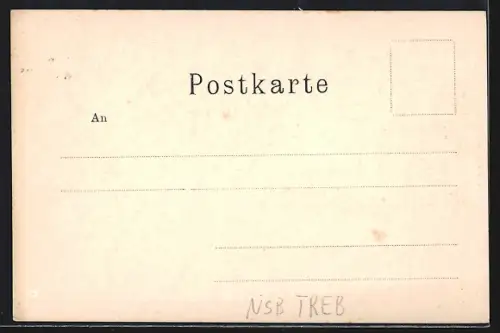 Postkarte
An
NSB TREB